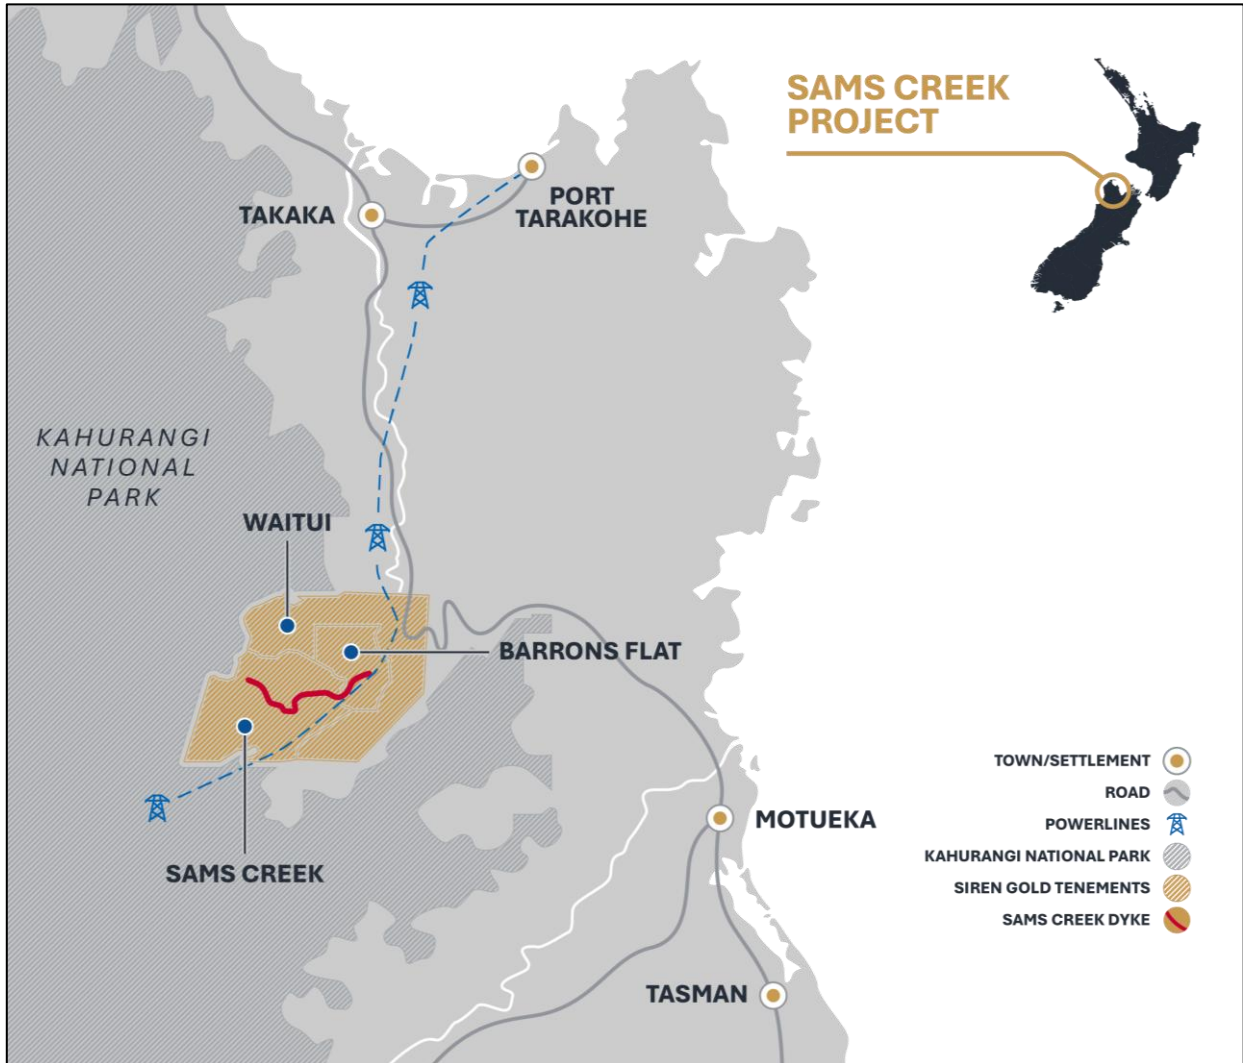 SAMS CREEK
PROJECT
PORT
TARAKOHE
TAKAKA
KAHURANGI
NATIONAL
PARK
WAITUI
BARRONS FLAT
SAMS CREEK
MOTUEKA
TASMAN
TOWN/SETTLEMENT
ROAD
POWERLINES
KAHURANGI NATIONAL PARK
SIREN GOLD TENEMENTS
SAMS CREEK DYKE